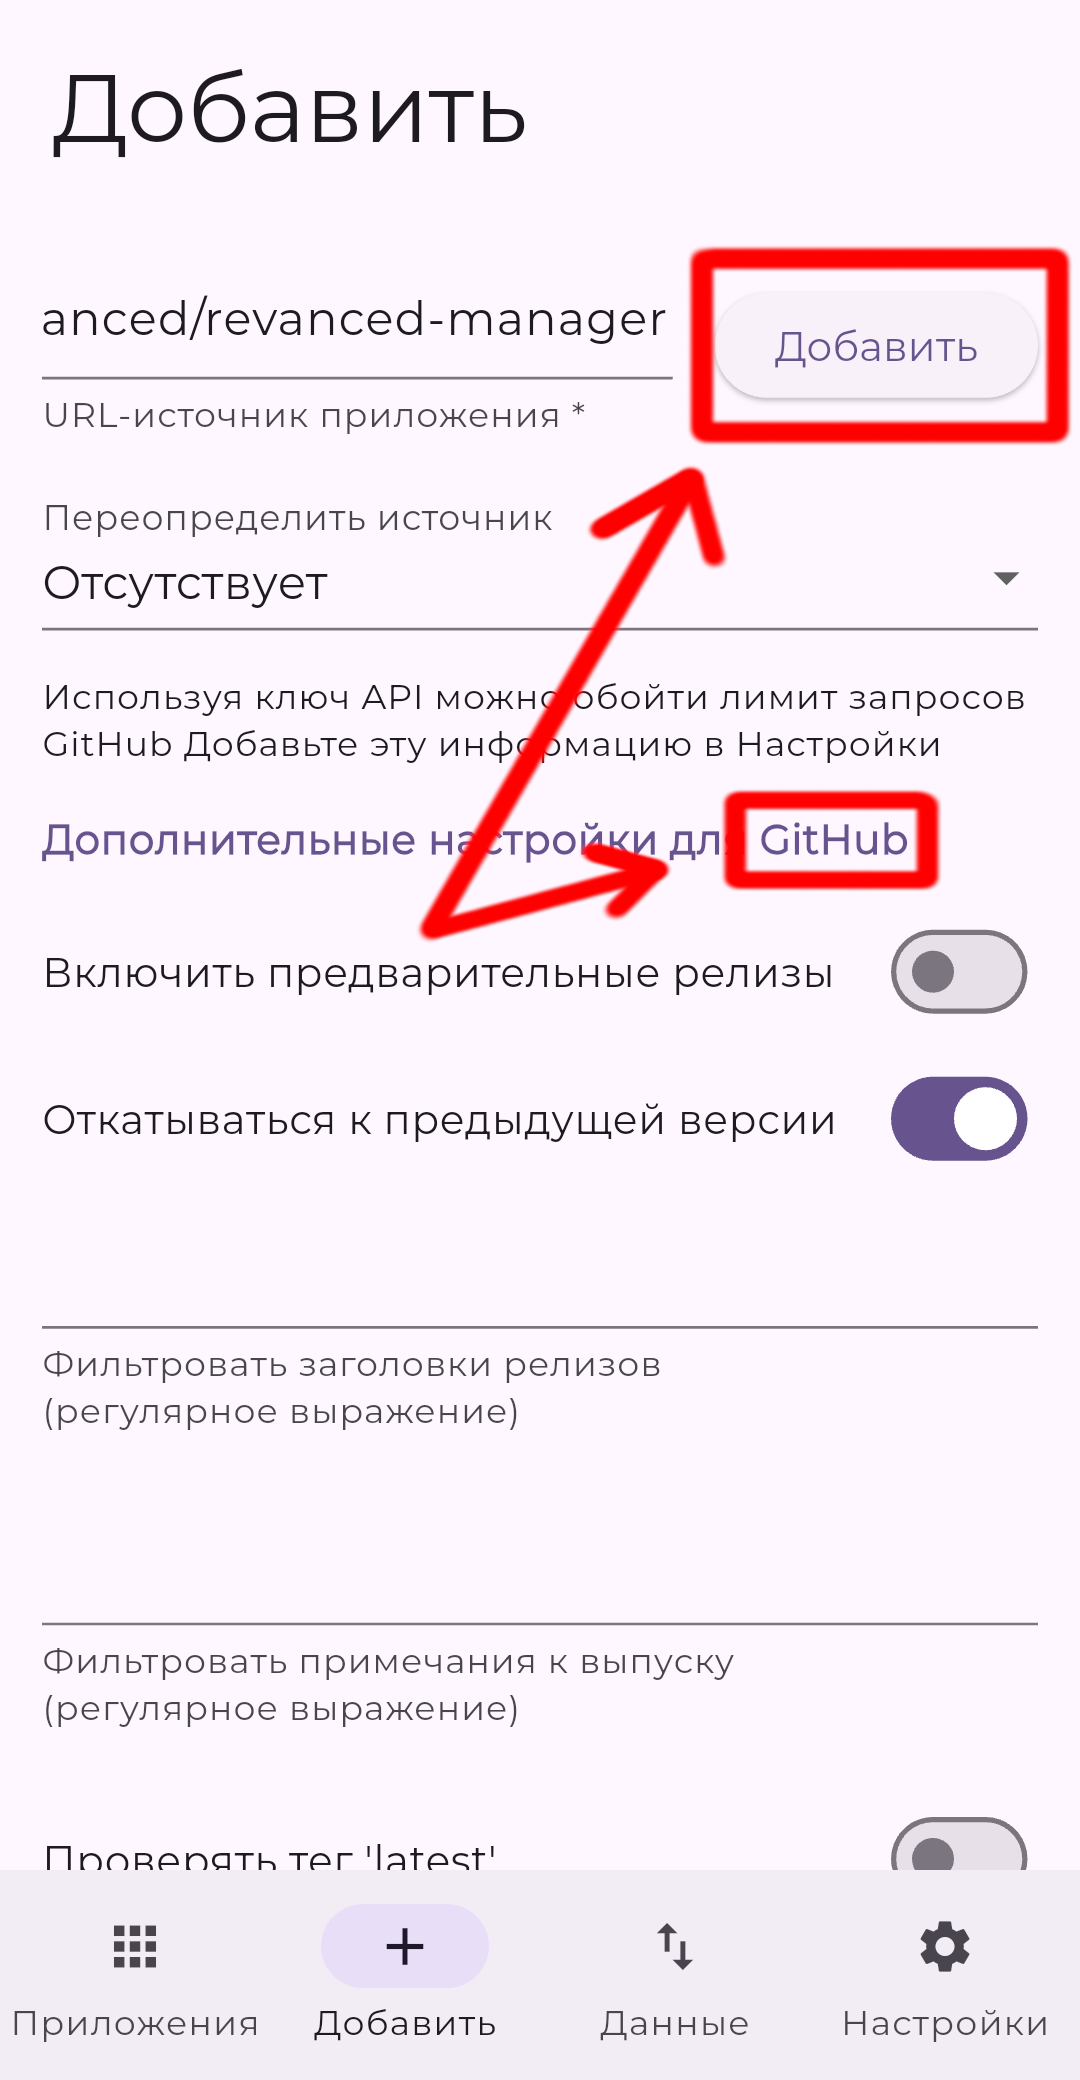 Добавить
anced/revanced-manager
Добавить
URL-источник приложения *
Переопределить источник
Отсутствует
Используя ключ API можно обойти лимит запросов
GitHub Добавьте эту информацию в Настройки
Дополнительные настройки для GitHub
Включить предварительные релизы
Откатываться к предыдущей версии
Фильтровать заголовки релизов
(регулярное выражение)
Фильтровать примечания к выпуску
(регулярное выражение)
Проверять тег 'latest'
Приложения
Добавить
Данные
Настройки